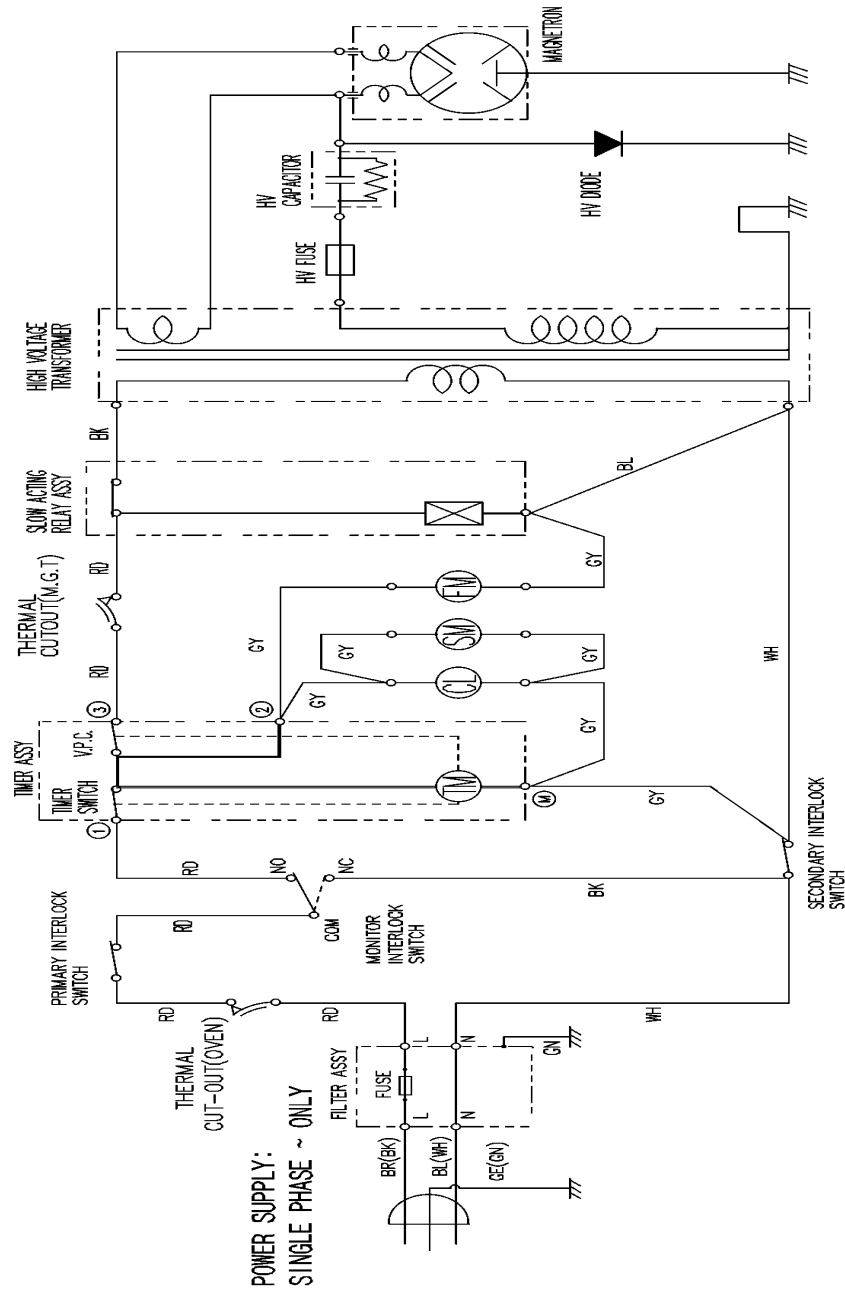 POWER SUPPLY:
SINGLE PHASE ~ ONLY
BR(BK)
BL(WH)
GE(GN)
L
N
FILTER ASSY
FUSE
L
N
GN
THERMAL
CUT-OUT(OVEN)
RD
RD
WH
PRIMARY INTERLOCK
SWITCH
RD
COM
NO
NC
MONITOR
INTERLOCK
SWITCH
RD
BK
SECONDARY INTERLOCK
SWITCH
TIMER ASSY
TIMER
SWITCH
V.P.C.
1
3
2
TM
M
GY
GY
GY
GY
GY
GY
CL
SM
FM
GY
RD
THERMAL
CUTOUT(M.G.T)
RD
SLOW ACTING
RELAY ASSY
BK
BL
WH
HIGH VOLTAGE
TRANSFORMER
HV FUSE
HV
CAPACITOR
HV DIODE
MAGNETRON